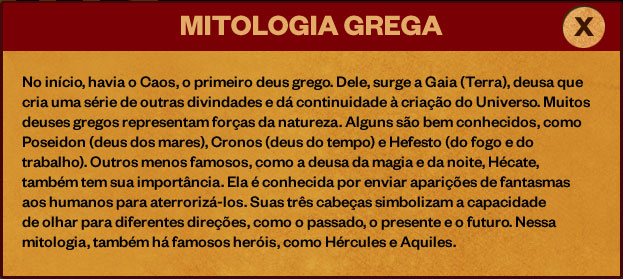 MITOLOGIA GREGA
X
No início, havia o Caos, o primeiro deus grego. Dele, surge a Gaia (Terra), deusa que
cria uma série de outras divindades e dá continuidade à criação do Universo. Muitos
deuses gregos representam forças da natureza. Alguns são bem conhecidos, como
Poseidon (deus dos mares), Cronos (deus do tempo) e Hefesto (do fogo e do
trabalho). Outros menos famosos, como a deusa da magia e da noite, Hécate,
também tem sua importância. Ela é conhecida por enviar aparições de fantasmas
aos humanos para aterrorizá-los. Suas três cabeças simbolizam a capacidade
de olhar para diferentes direções, como o passado, o presente e o futuro. Nessa
mitologia, também há famosos heróis, como Hércules e Aquiles.